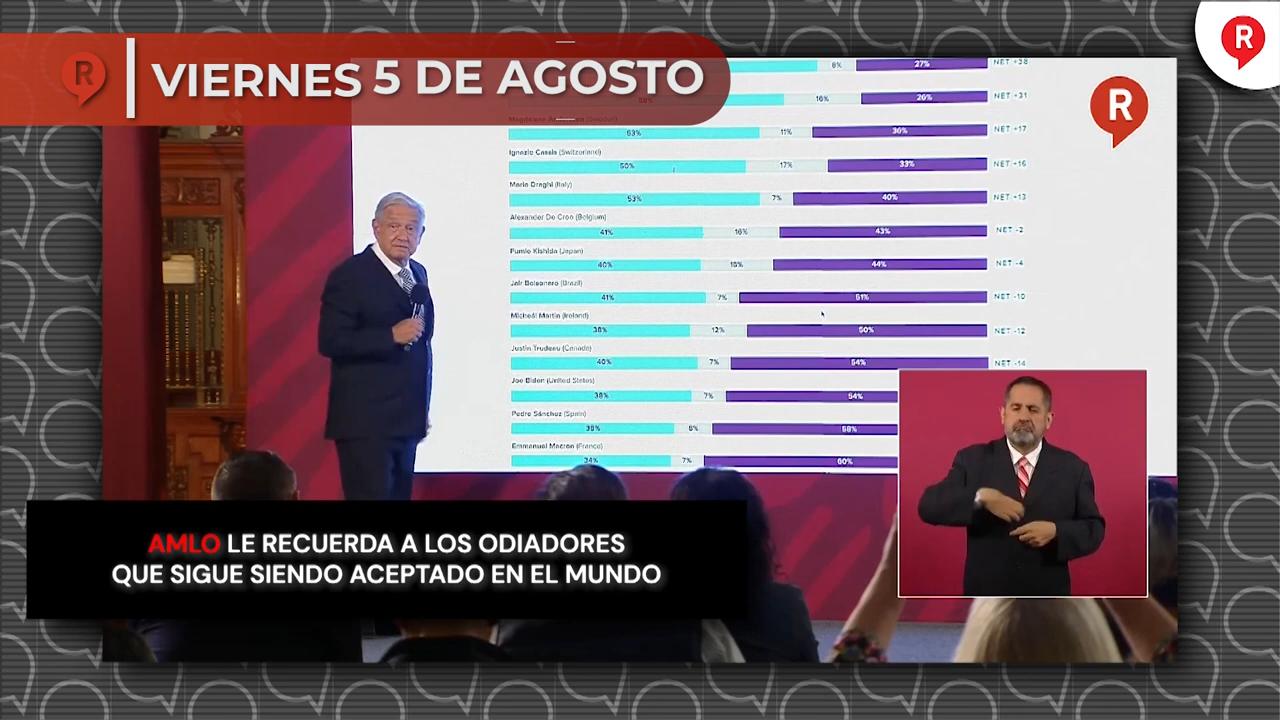 R
R
VIERNES 5 DE AGOSTO
R
8%
27%
NET +38
16%
26%
NET +31
53%
11%
36%
NET +17
Ignazio Cassis (Switzerland)
50%
17%
33%
NET +16
Mario Draghi (Italy)
53%
7%
40%
NET +13
Alexander De Croo (Belgium)
41%
16%
43%
NET -2
Fumio Kishida (Japan)
40%
44%
NET -4
Jair Bolsonaro (Brazil)
41%
7%
51%
NET -10
Micheál Martin (Ireland)
38%
12%
50%
NET -12
Justin Trudeau (Canada)
40%
7%
54%
NET -14
Joe Biden (United States)
38%
7%
54%
Pedro Sánchez (Spain)
6%
58%
Emmanuel Macron (France)
34%
7%
60%
AMLO LE RECUERDA A LOS ODIADORES
QUE SIGUE SIENDO ACEPTADO EN EL MUNDO